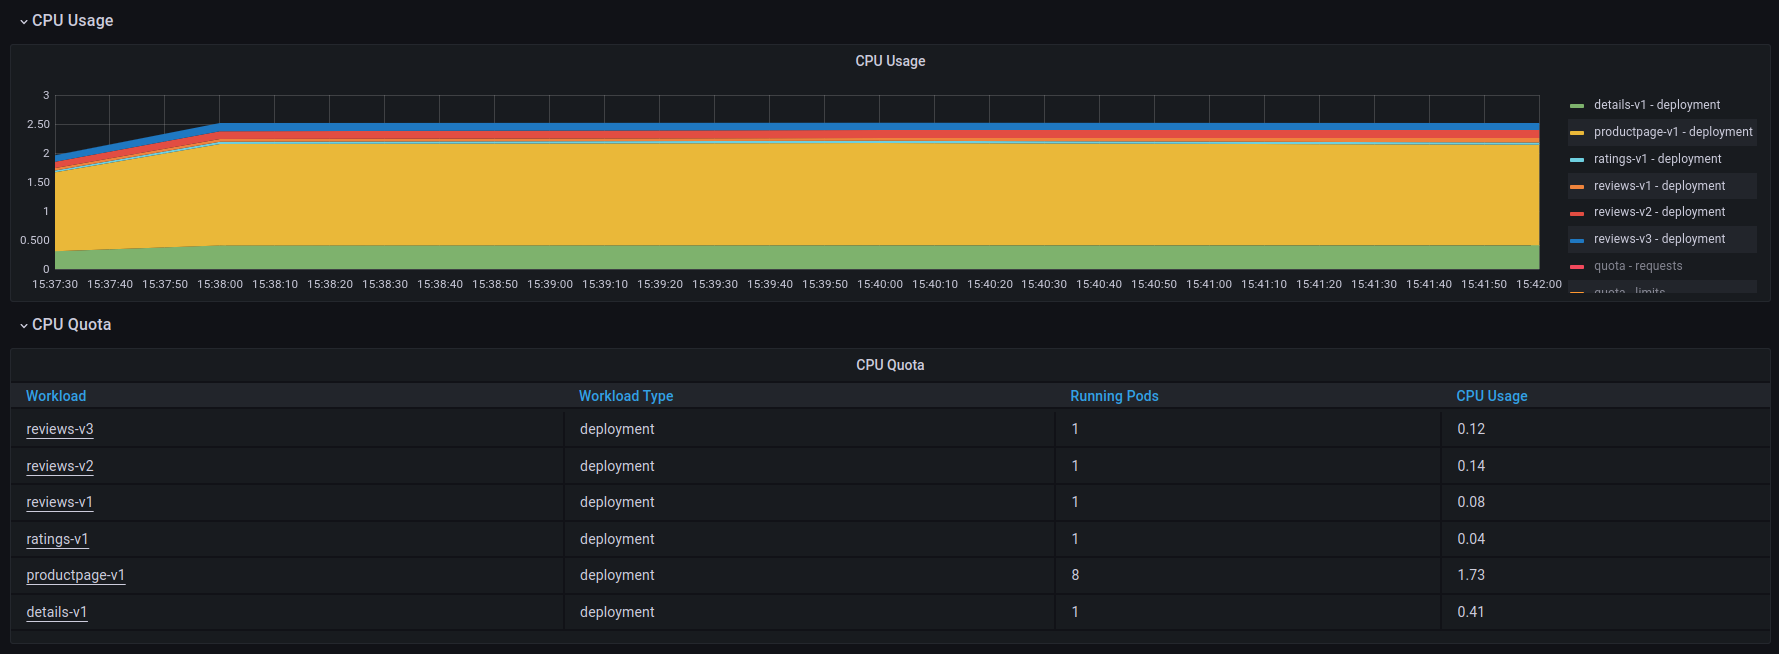 CPU Usage
CPU Usage
3
2.50
2
1.50
1
0.500
0
15:37:30 15:37:40 15:37:50 15:38:00 15:38:10 15:38:20 15:38:30 15:38:40 15:38:50 15:39:00 15:39:10 15:39:20 15:39:30 15:39:40 15:39:50 15:40:00 15:40:10 15:40:20 15:40:30 15:40:40 15:40:50 15:41:00 15:41:10 15:41:20 15:41:30 15:41:40 15:41:50 15:42:00
details-v1 - deployment
productpage-v1 - deployment
ratings-v1 - deployment
reviews-v1 - deployment
reviews-v2 - deployment
reviews-v3 - deployment
quota - requests
quota - limits
CPU Quota
CPU Quota
Workload Workload Type Running Pods CPU Usage
reviews-v3 deployment 1 0.12
reviews-v2 deployment 1 0.14
reviews-v1 deployment 1 0.08
ratings-v1 deployment 1 0.04
productpage-v1 deployment 8 1.73
details-v1 deployment 1 0.41